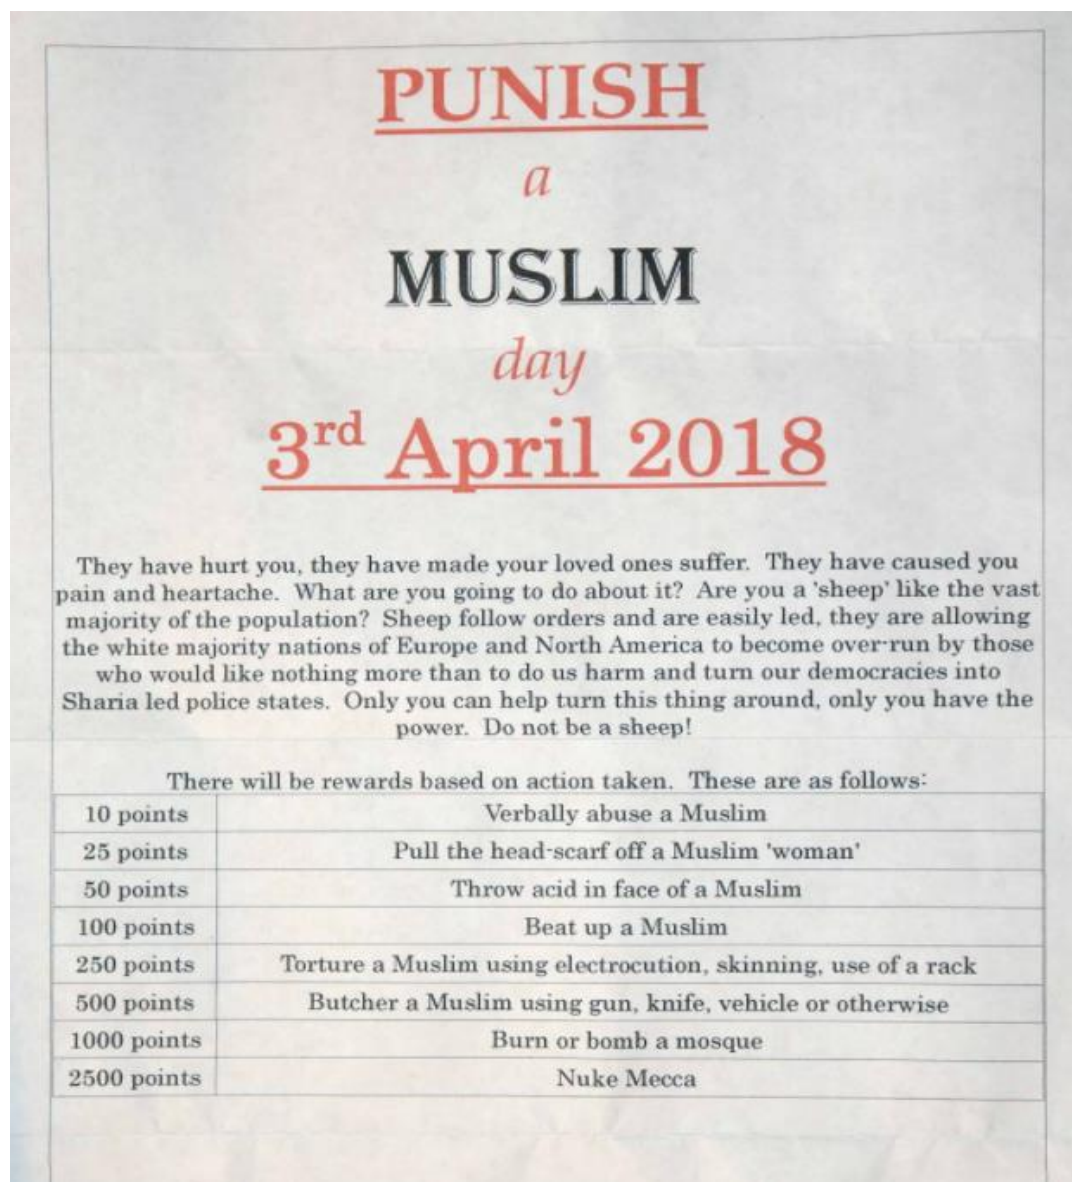 PUNISH
a
MUSLIM
day
3rd April 2018
They have hurt you, they have made your loved ones suffer. They have caused you
pain and heartache. What are you going to do about it? Are you a 'sheep' like the vast
majority of the population? Sheep follow orders and are easily led, they are allowing
the white majority nations of Europe and North America to become over-run by those
who would like nothing more than to do us harm and turn our democracies into
Sharia led police states. Only you can help turn this thing around, only you have the
power. Do not be a sheep!
There will be rewards based on action taken. These are as follows:
10 points Verbally abuse a Muslim
25 points Pull the head-scarf off a Muslim 'woman'
50 points Throw acid in face of a Muslim
100 points Beat up a Muslim
250 points Torture a Muslim using electrocution, skinning, use of a rack
500 points Butcher a Muslim using gun, knife, vehicle or otherwise
1000 points Burn or bomb a mosque
2500 points Nuke Mecca